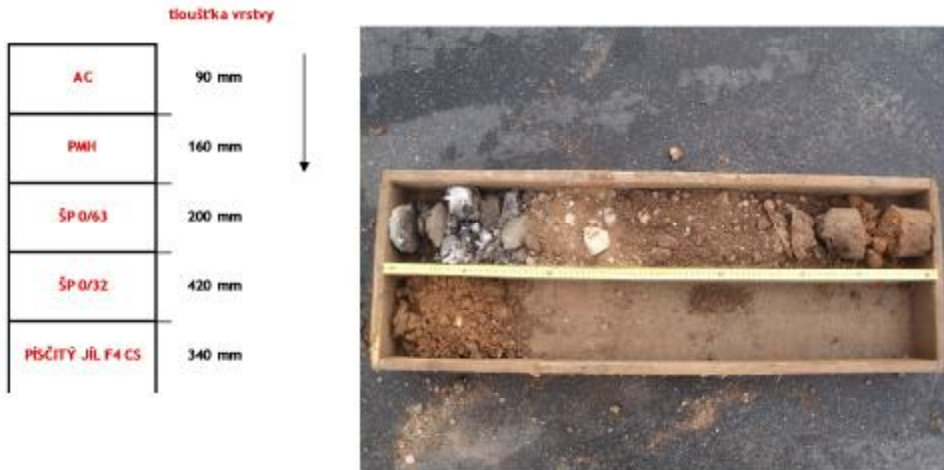 tloušťka vrstvy
AC 90 mm
PMH 160 mm
ŠP 0/63 200 mm
ŠP 0/32 420 mm
PÍSČITÝ JÍL F4 CS 340 mm